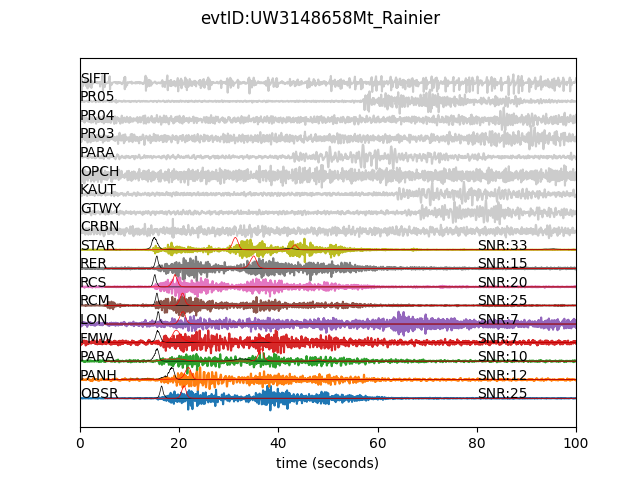 evtID:UW3148658Mt_Rainier
SIFT
PR05
PR04
PR03
PARA
OPCH
KAUT
GTWY
CRBN
STAR SNR:33
RER SNR:15
RCS SNR:20
RCM SNR:25
LON SNR:7
FMW SNR:7
PARA SNR:10
PANH SNR:12
OBSR SNR:25
0 20 40 60 80 100
time (seconds)